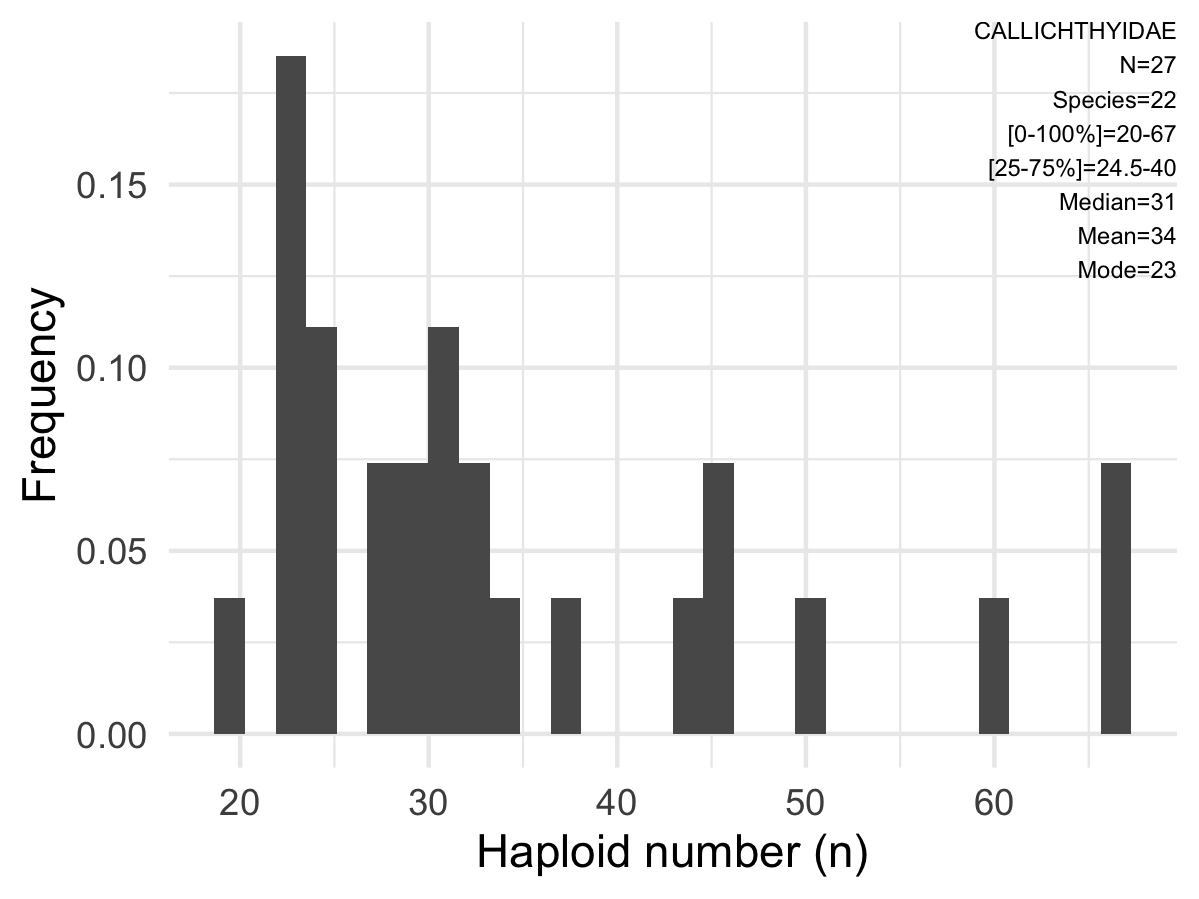 CALLICHTHYIDAE
N=27
Species=22
[0-100%]=20-67
[25-75%]=24.5-40
Median=31
Mean=34
Mode=23
Frequency
0.15
0.10
0.05
0.00
20 30 40 50 60
Haploid number (n)